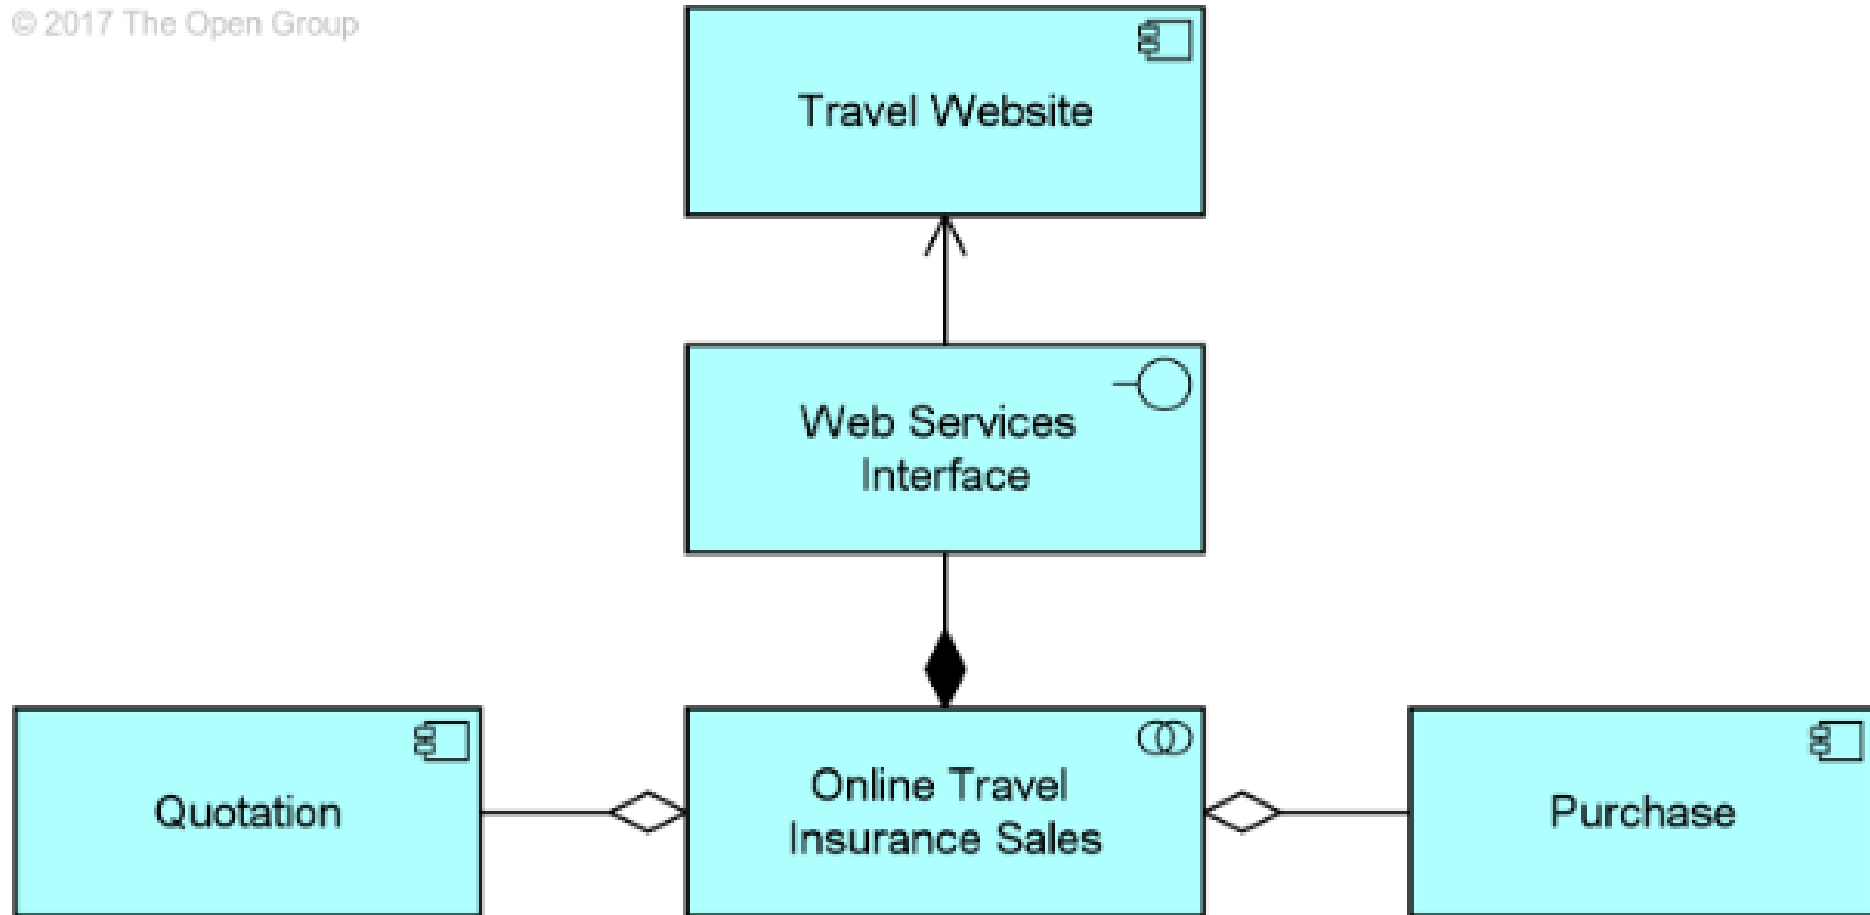 © 2017 The Open Group
Travel Website
Web Services
Interface
Quotation
Online Travel
Insurance Sales
Purchase